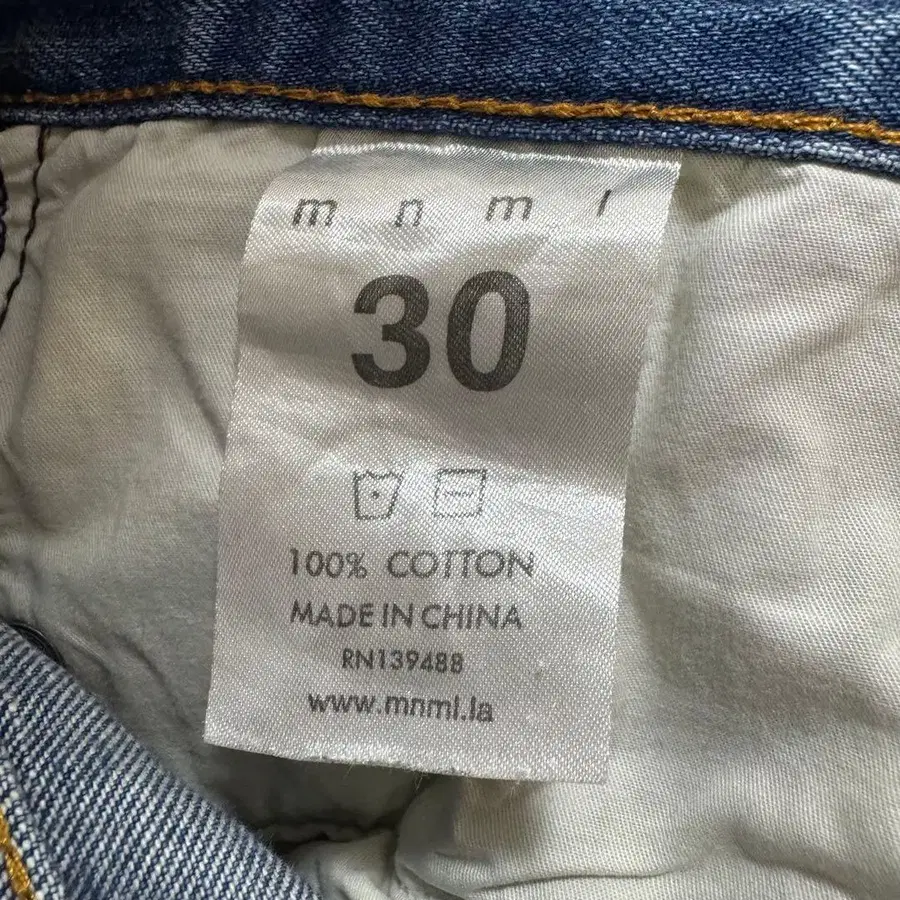 m n m l
30
100% COTTON
MADE IN CHINA
RN139488
www.mnml.la